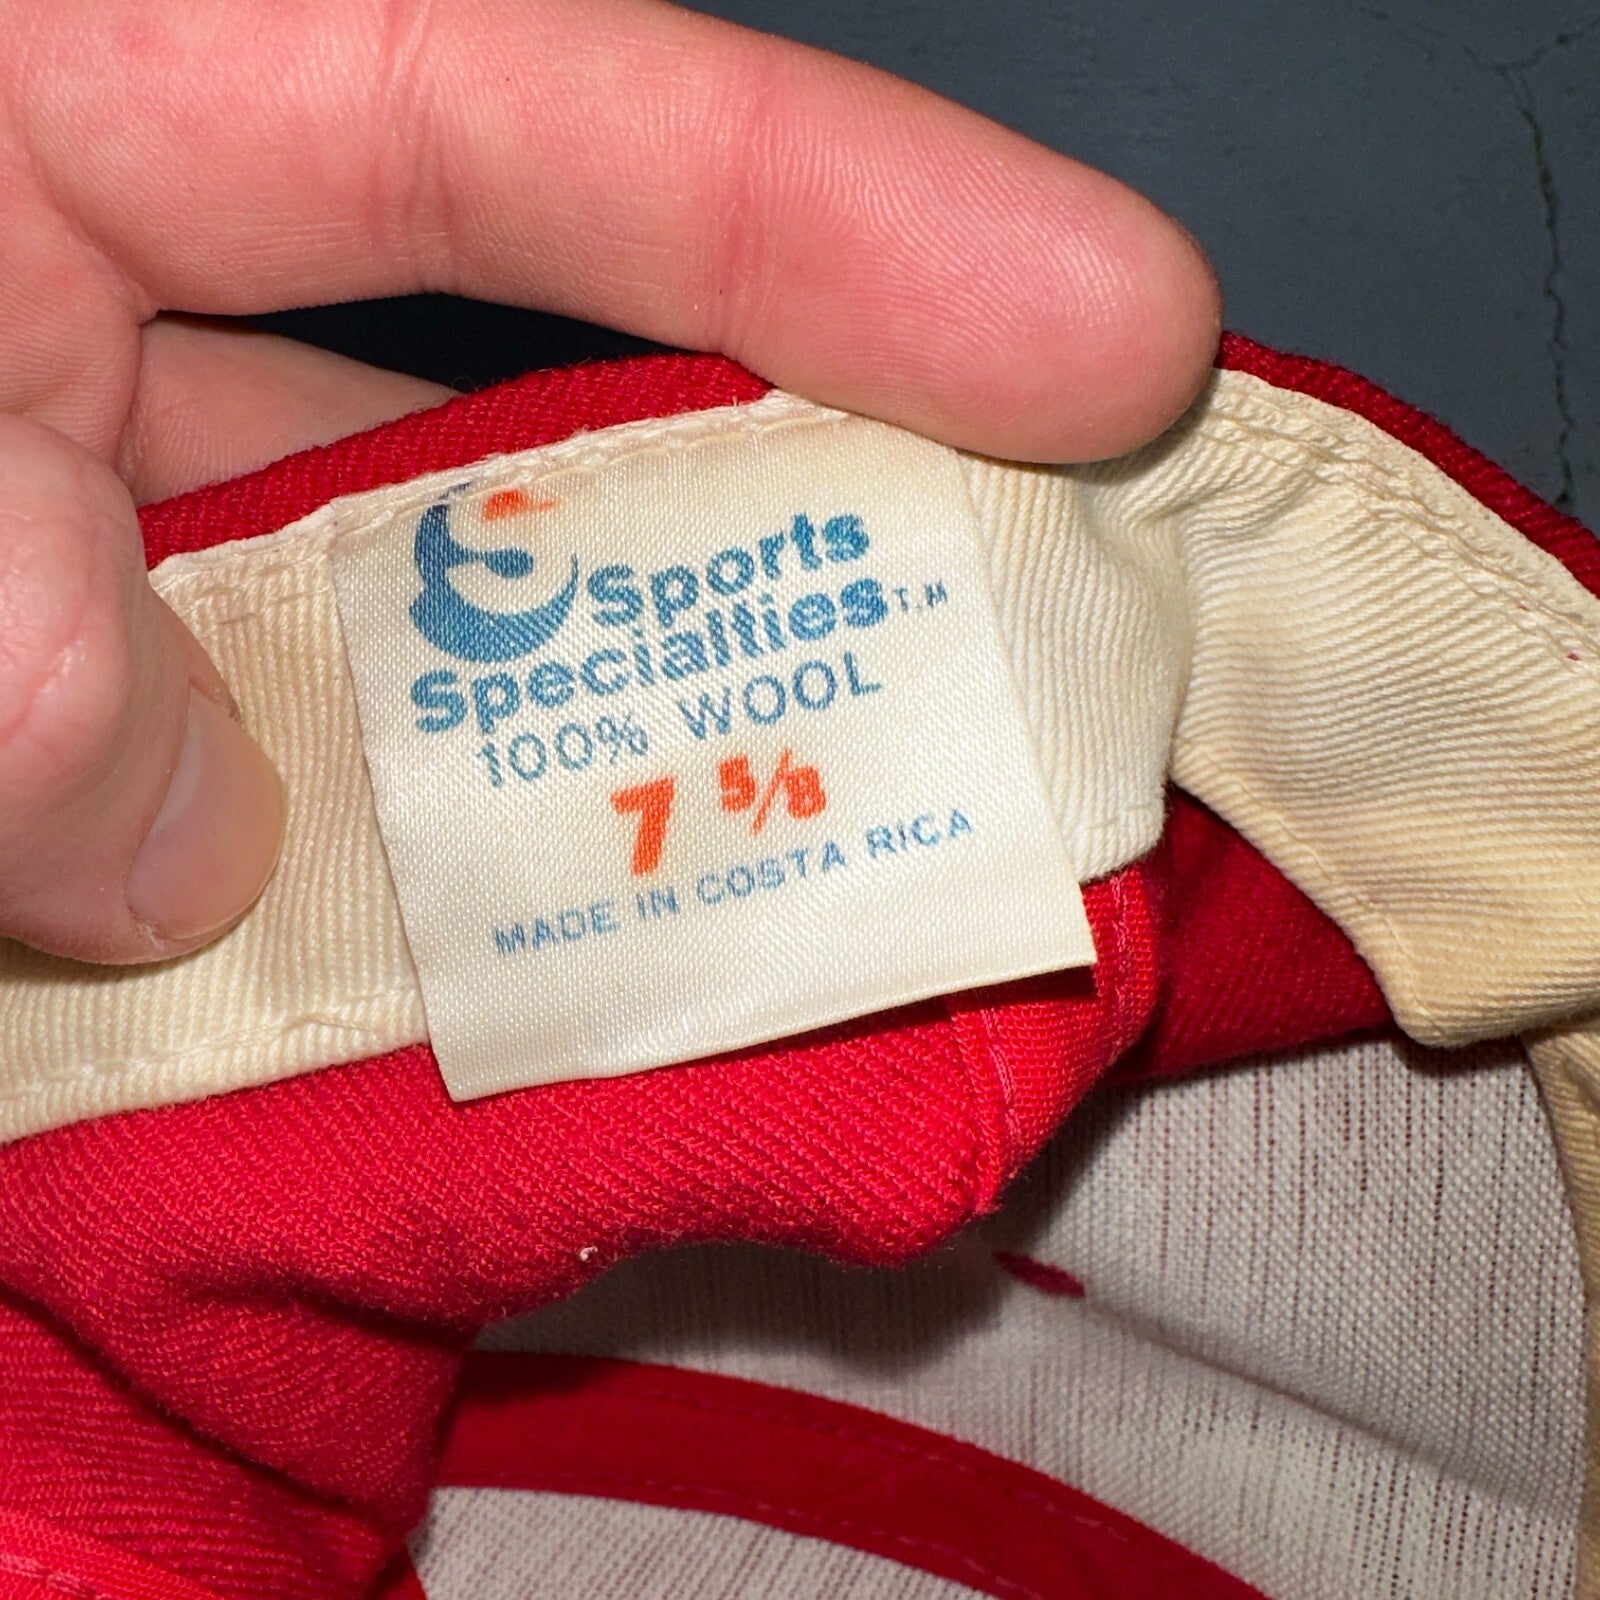 Sports
Specialties T.M
100% WOOL
7 5/8
MADE IN COSTA RICA